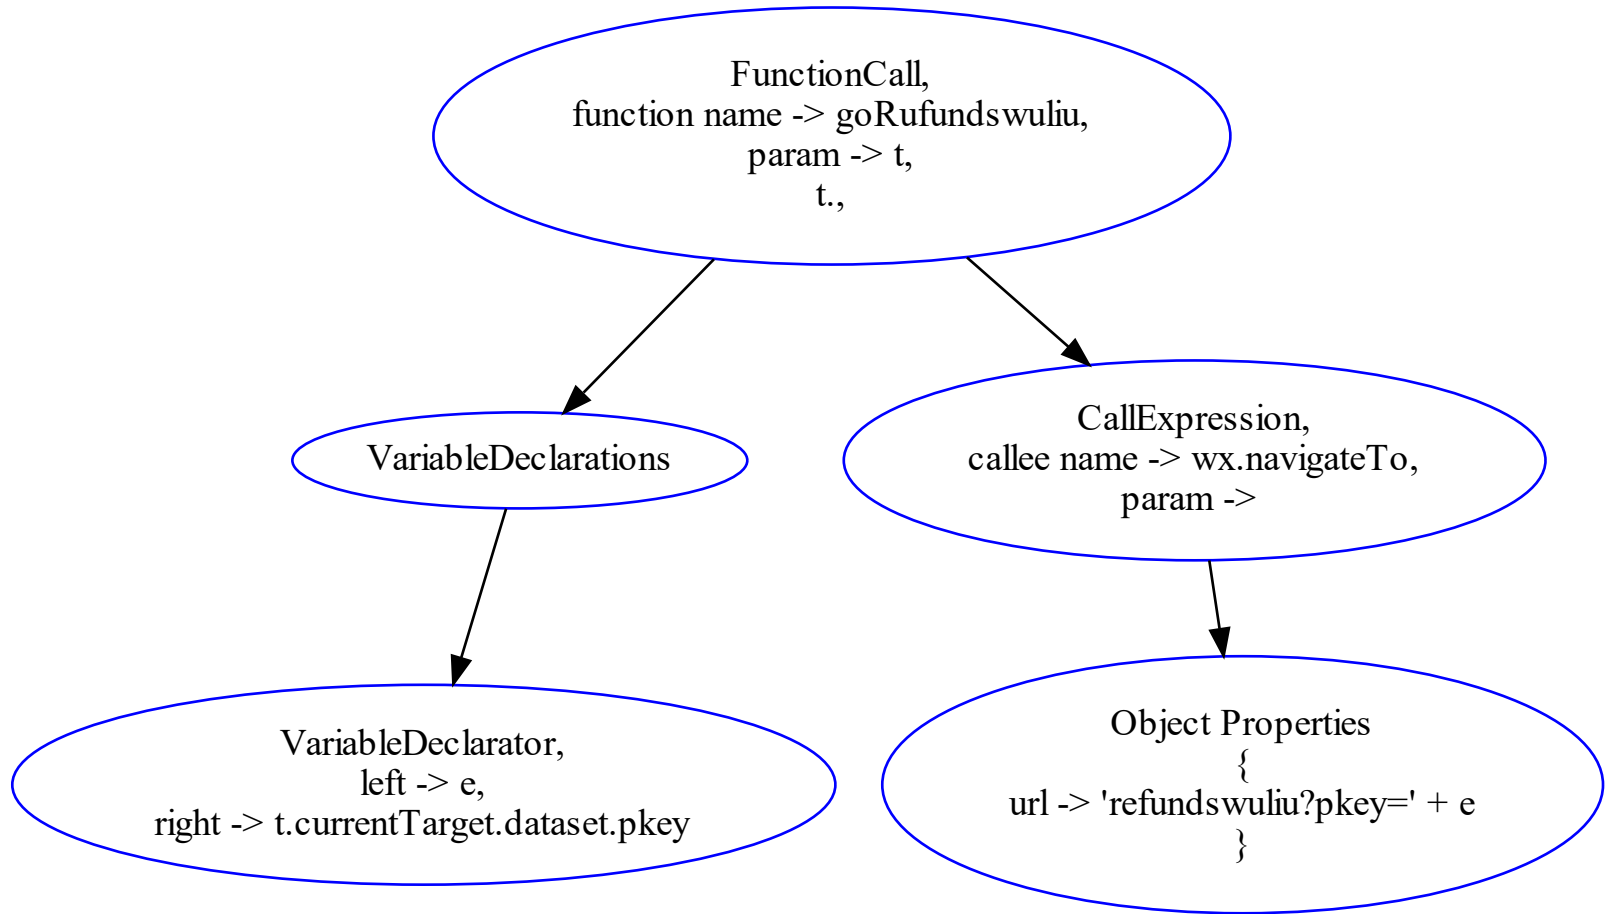 FunctionCall,
function name -> goRufundswuliu,
param -> t,
t.,
VariableDeclarations
CallExpression,
callee name -> wx.navigateTo,
param ->
VariableDeclarator,
left -> e,
right -> t.currentTarget.dataset.pkey
Object Properties
{
url -> 'refundswuliu?pkey=' + e
}